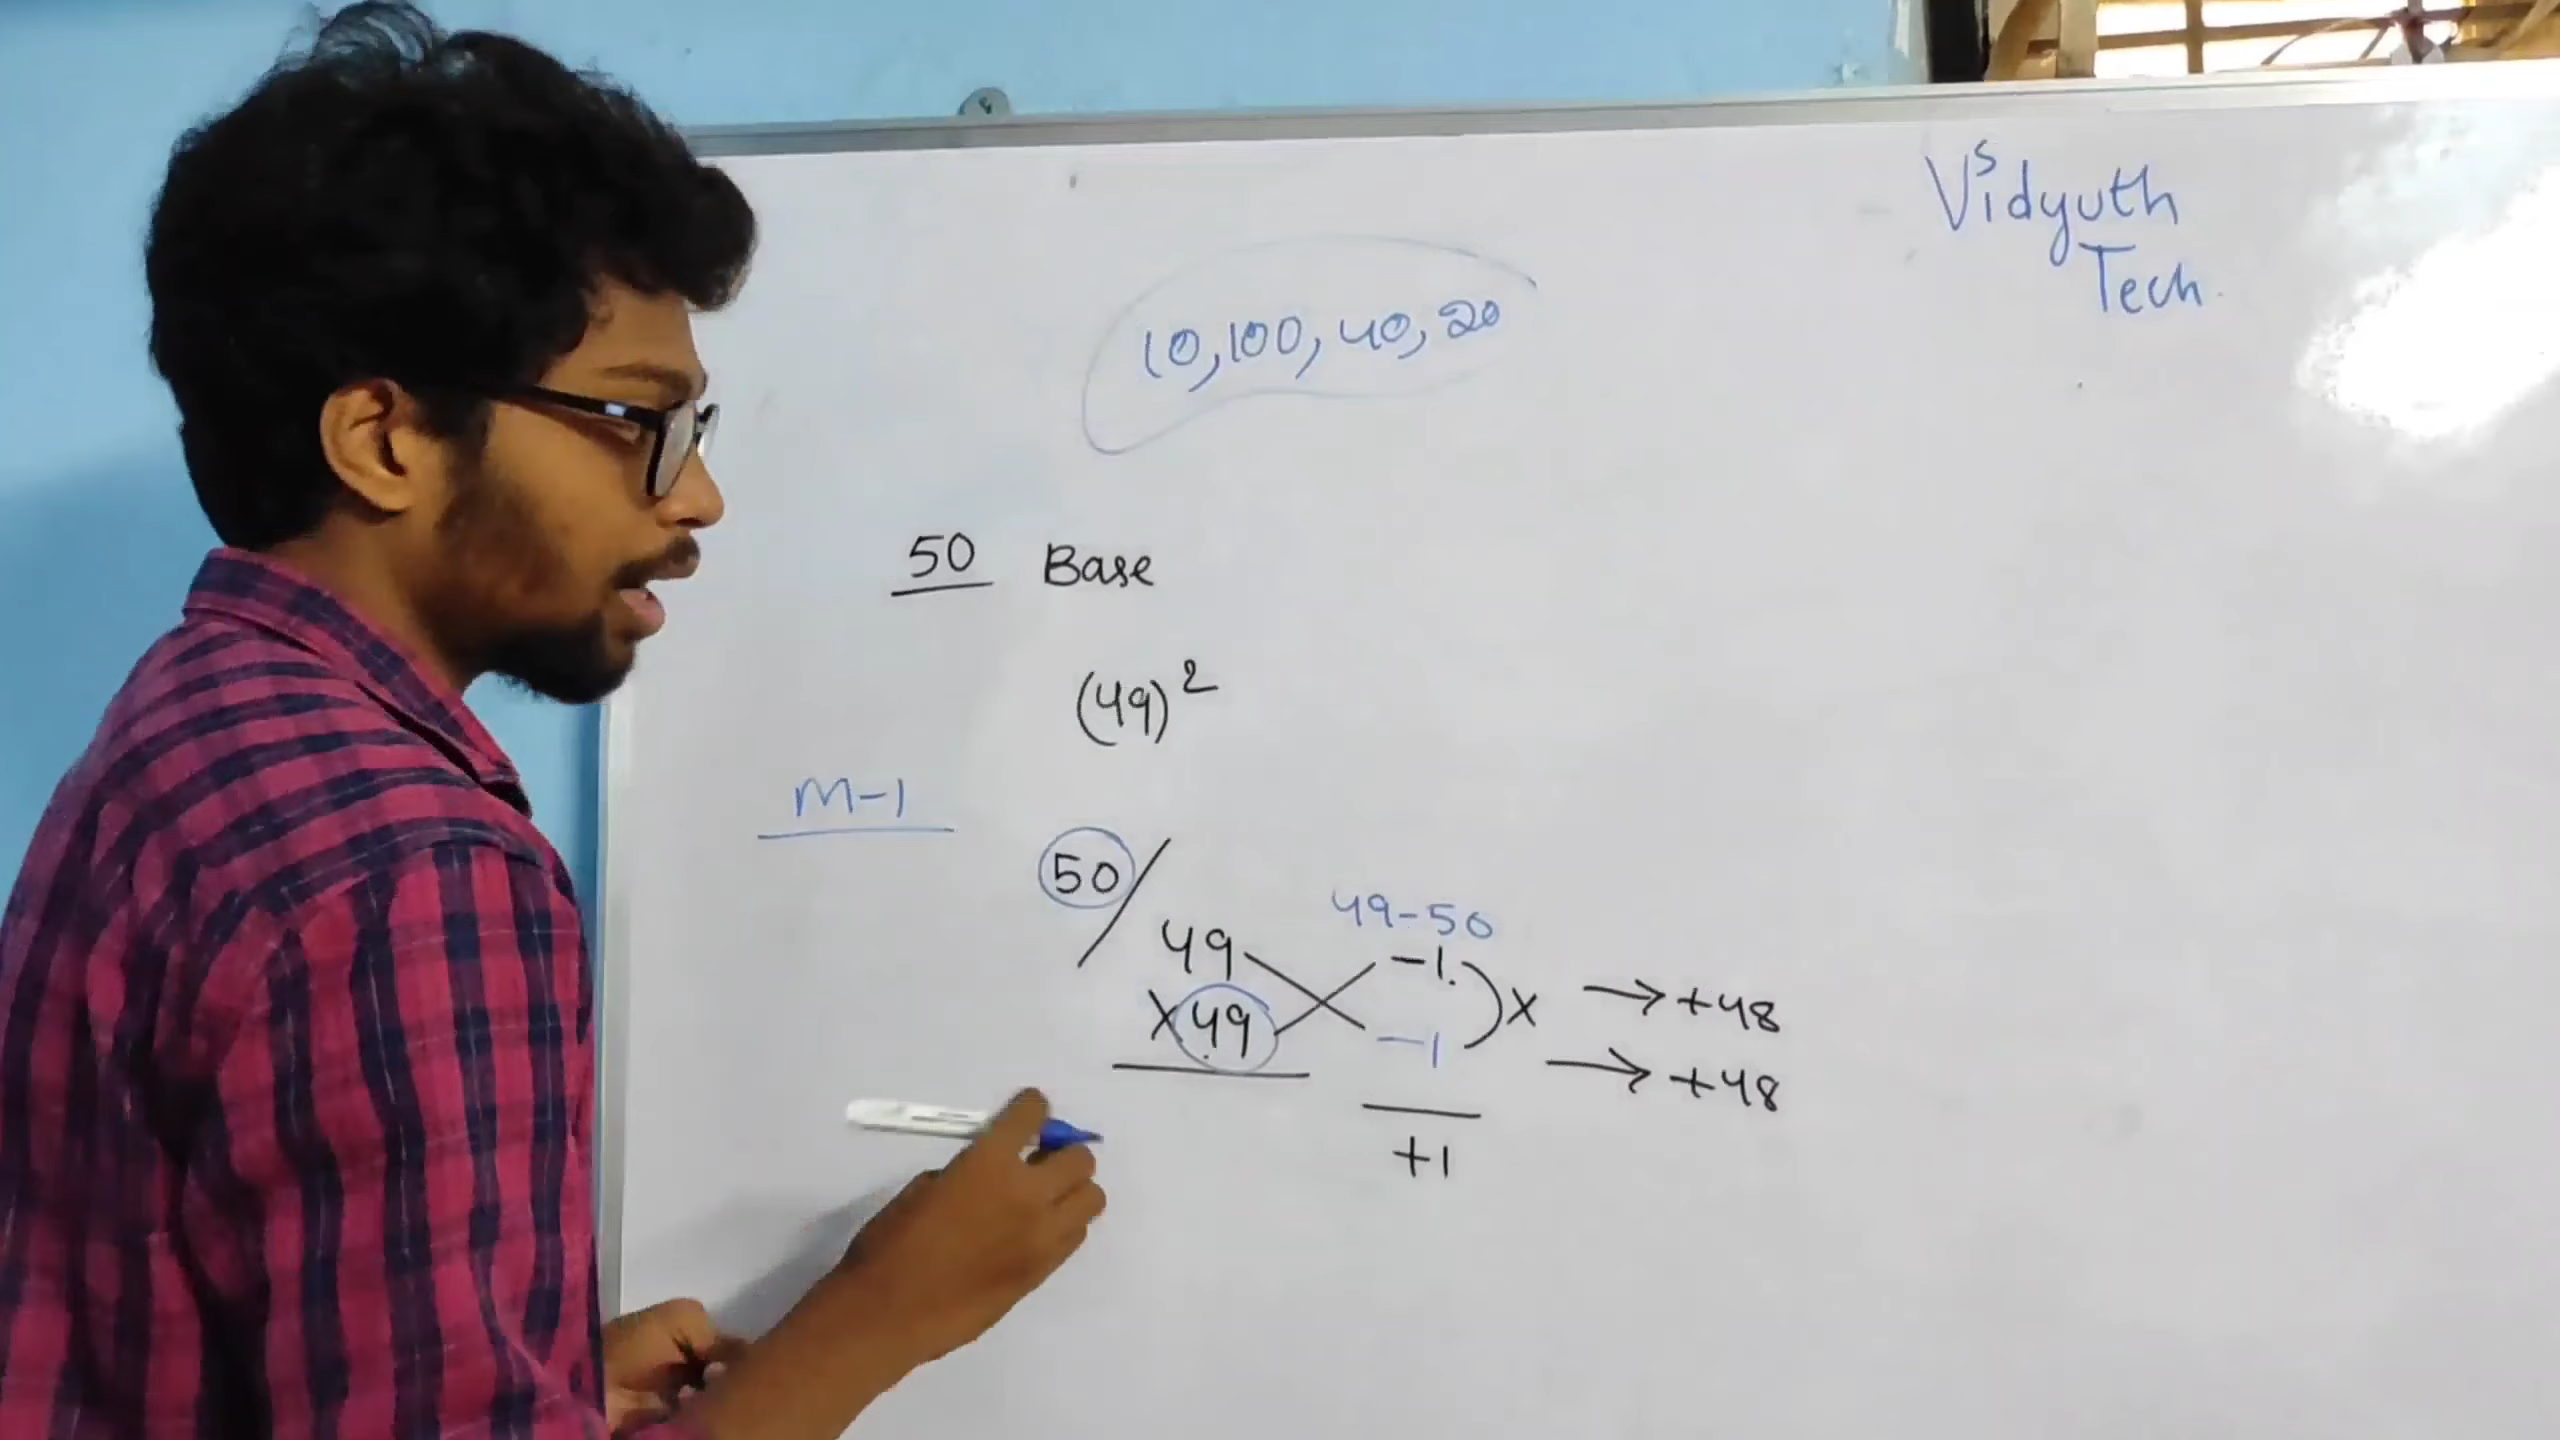 Vsidyuth
Tech.
10,100,40,20
50 Base
(49)²
M-1
50/
49-50
49 -1. → +48
X49 -1 ) X → +48
+1